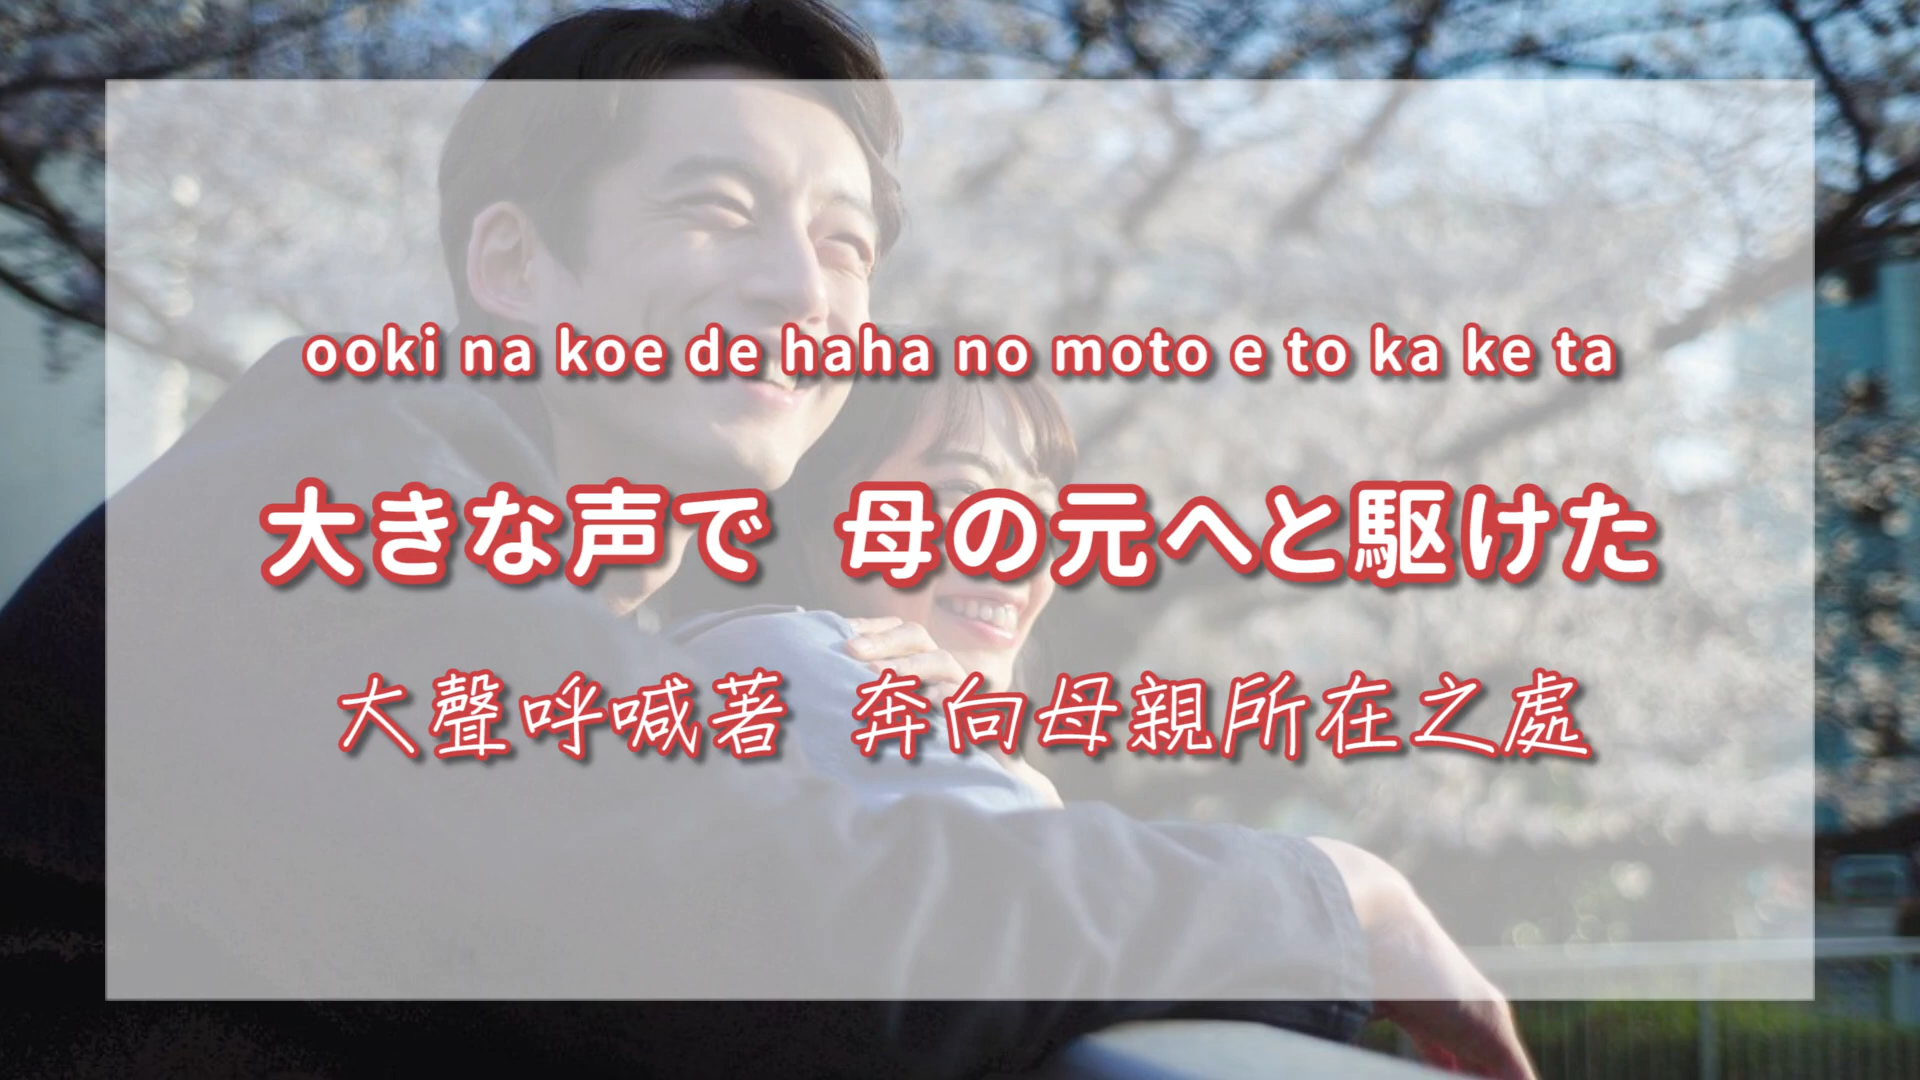 ooki na koe de haha no moto e to ka ke ta
大きな声で 母の元へと駆けた
大聲呼喊著 奔向母親所在之處